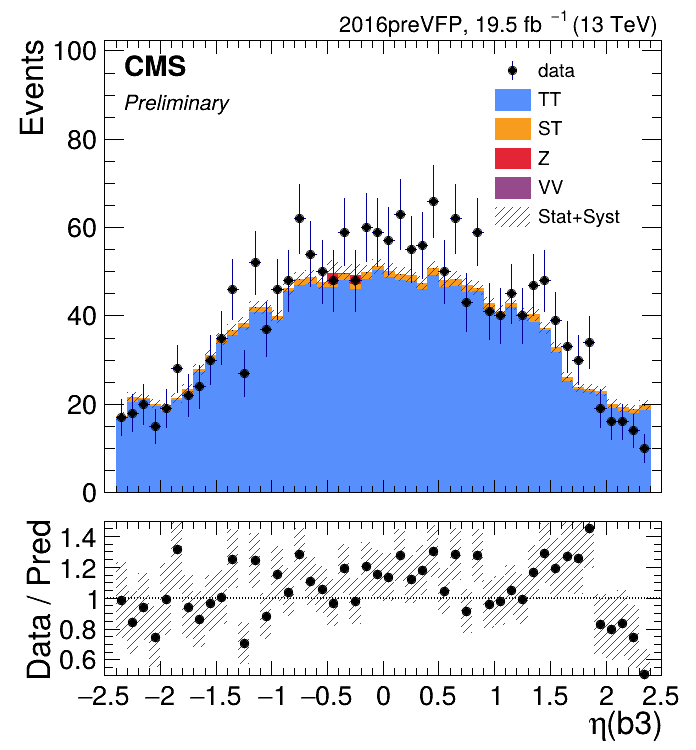 2016preVFP, 19.5 fb ⁻¹ (13 TeV)
Events
100
80
60
40
20
0
CMS
Preliminary
data
TT
ST
Z
VV
Stat+Syst
Data / Pred
1.4
1.2
1
0.8
0.6
−2.5 −2 −1.5 −1 −0.5 0 0.5 1 1.5 2 2.5
η(b3)